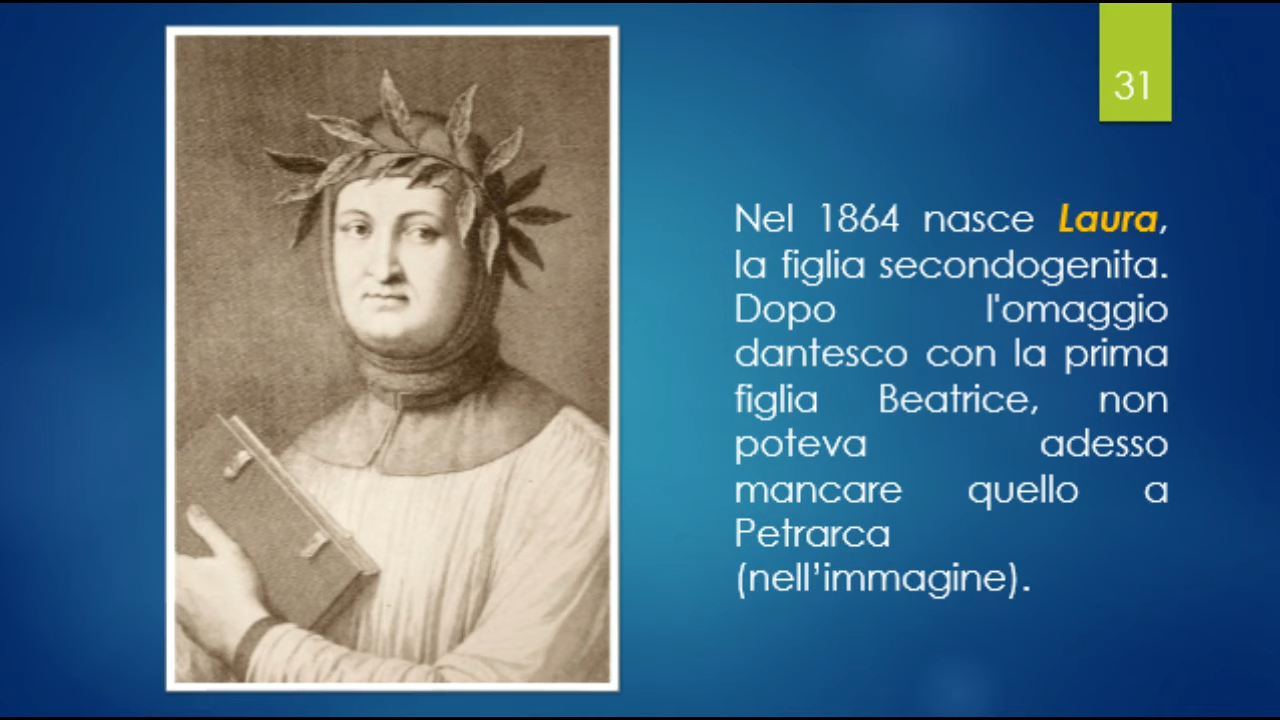 31
Nel 1864 nasce Laura,
la figlia secondogenita.
Dopo l'omaggio
dantesco con la prima
figlia Beatrice, non
poteva adesso
mancare quello a
Petrarca
(nell’immagine).